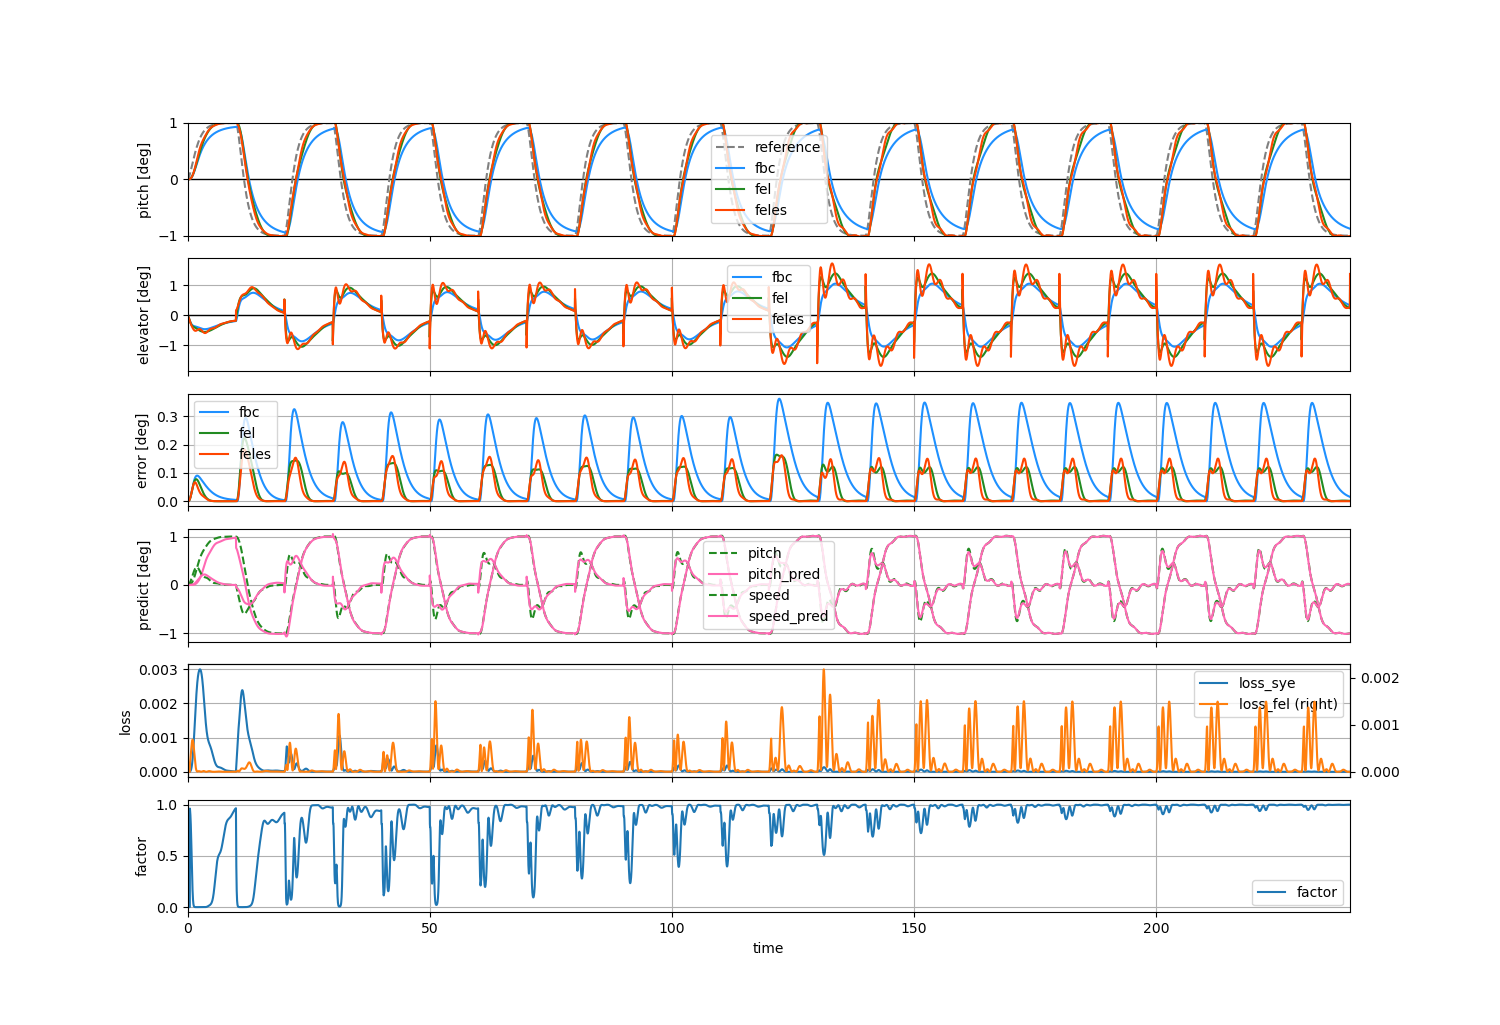 1
0
−1
pitch [deg]
reference
fbc
fel
feles
1
0
−1
elevator [deg]
fbc
fel
feles
0.3
0.2
0.1
0.0
error [deg]
fbc
fel
feles
1
0
−1
predict [deg]
pitch
pitch_pred
speed
speed_pred
0.003
0.002
0.001
0.000
loss
loss_sye
loss_fel (right)
0.002
0.001
0.000
1.0
0.5
0.0
factor
factor
0
50
100
150
200
time